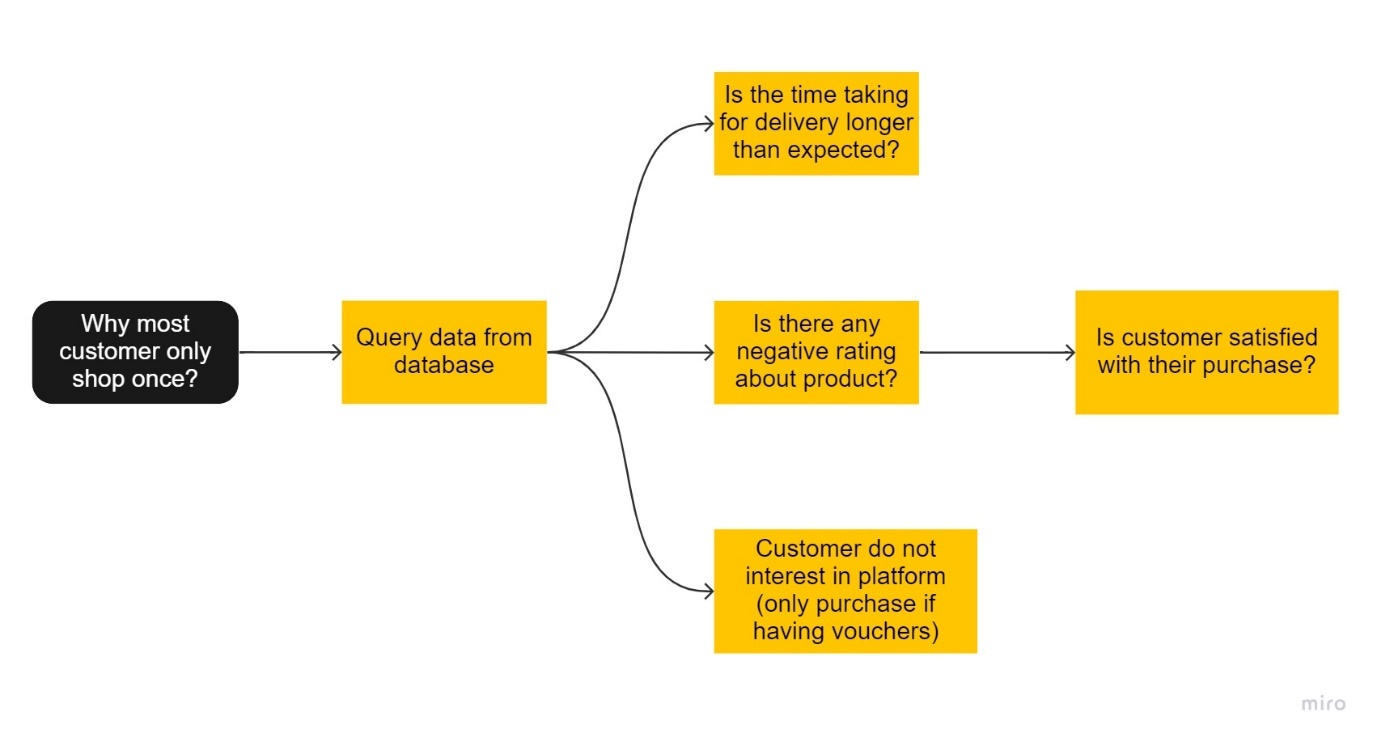 Is the time taking
for delivery longer
than expected?
Why most
customer only
shop once?
Query data from
database
Is there any
negative rating
about product?
Is customer satisfied
with their purchase?
Customer do not
interest in platform
(only purchase if
having vouchers)
miro